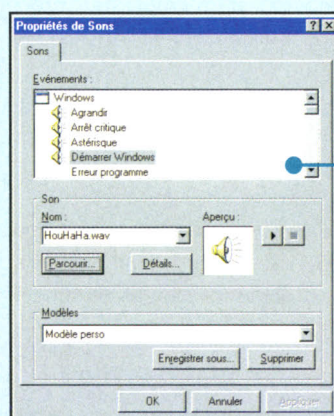 Propriétés de Sons
Sons
Evénements :
Windows
Agrandir
Arrêt critique
Astérisque
Démarrer Windows
Erreur programme
Son
Nom :
Aperçu :
HouHaHa.wav
Parcourir...
Détails...
Modèles
Modèle perso
Enregistrer sous...
Supprimer
OK
Annuler
Appliquer